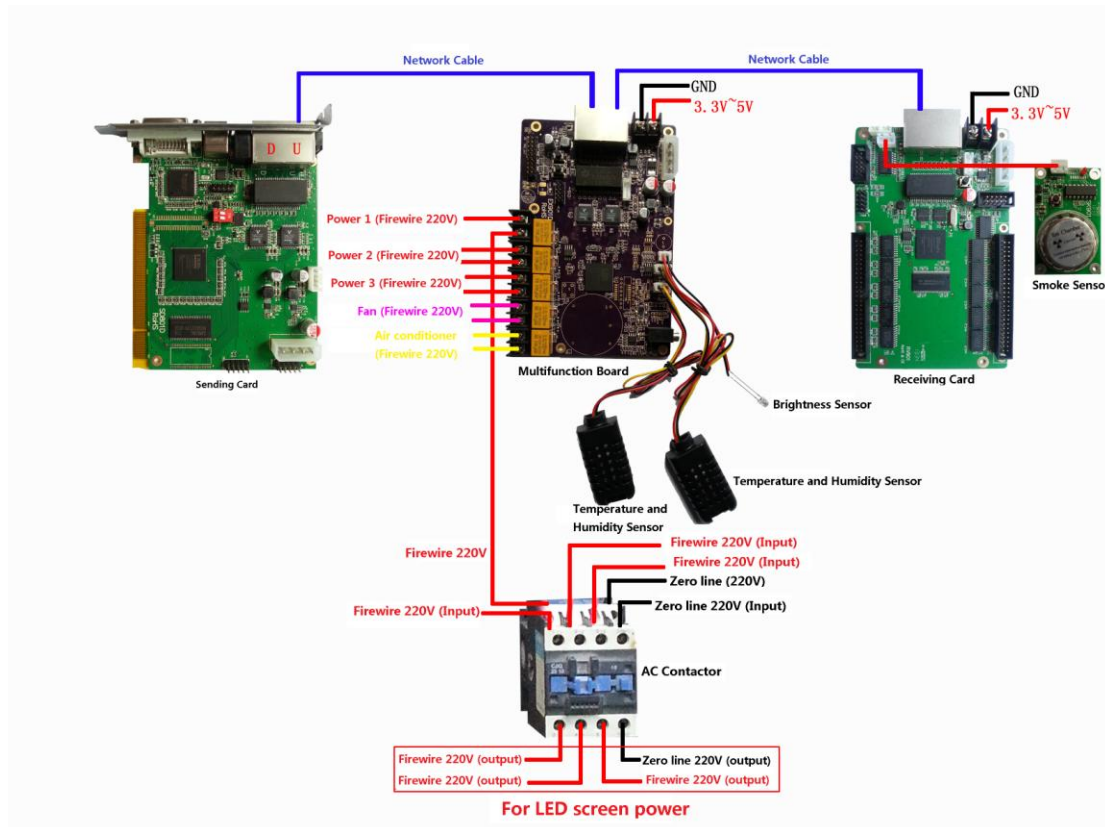 Network Cable
Network Cable
GND
3.3V~5V
GND
3.3V~5V
D U
Power 1 (Firewire 220V)
Power 2 (Firewire 220V)
Power 3 (Firewire 220V)
Fan (Firewire 220V)
Air conditioner
(Firewire 220V)
Smoke Senso
Sending Card
Multifunction Board
Receiving Card
Brightness Sensor
Temperature and Humidity Sensor
Temperature and
Humidity Sensor
Firewire 220V
Firewire 220V (Input)
Firewire 220V (Input)
Zero line (220V)
Firewire 220V (Input)
Zero line 220V (Input)
AC Contactor
Firewire 220V (output)
Zero line 220V (output)
Firewire 220V (output)
Firewire 220V (output)
For LED screen power